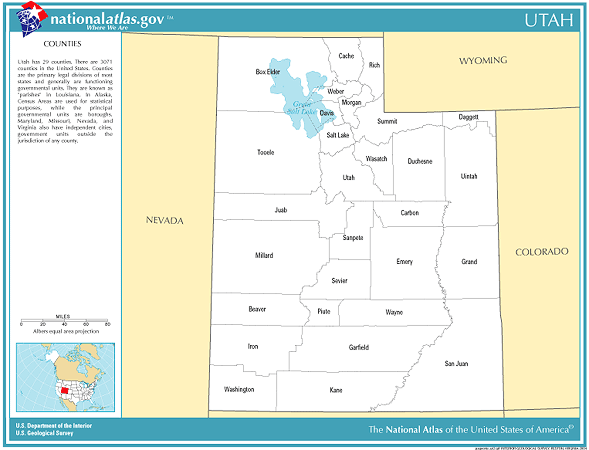 nationalatlas.gov™
Where We Are
UTAH
COUNTIES
Utah has 29 counties. There are 3071
counties in the United States. Counties
are the primary legal divisions of most
states and generally are functioning
governmental units. They are known as
"parishes" in Louisiana. In Alaska,
Census Areas are used for statistical
purposes, while the principal
governmental units are boroughs.
Maryland, Missouri, Nevada, and
Virginia also have independent cities,
government units outside the
jurisdiction of any county.
WYOMING
NEVADA
COLORADO
Cache
Rich
Box Elder
Weber
Morgan
Great
Salt Lake
Davis
Summit
Daggett
Salt Lake
Tooele
Wasatch
Duchesne
Uintah
Utah
Juab
Carbon
Sanpete
Millard
Emery
Grand
Sevier
Beaver
Piute
Wayne
Iron
Garfield
San Juan
Washington
Kane
MILES
0 20 40 60 80
Albers equal area projection
U.S. Department of the Interior
U.S. Geological Survey
The National Atlas of the United States of America®